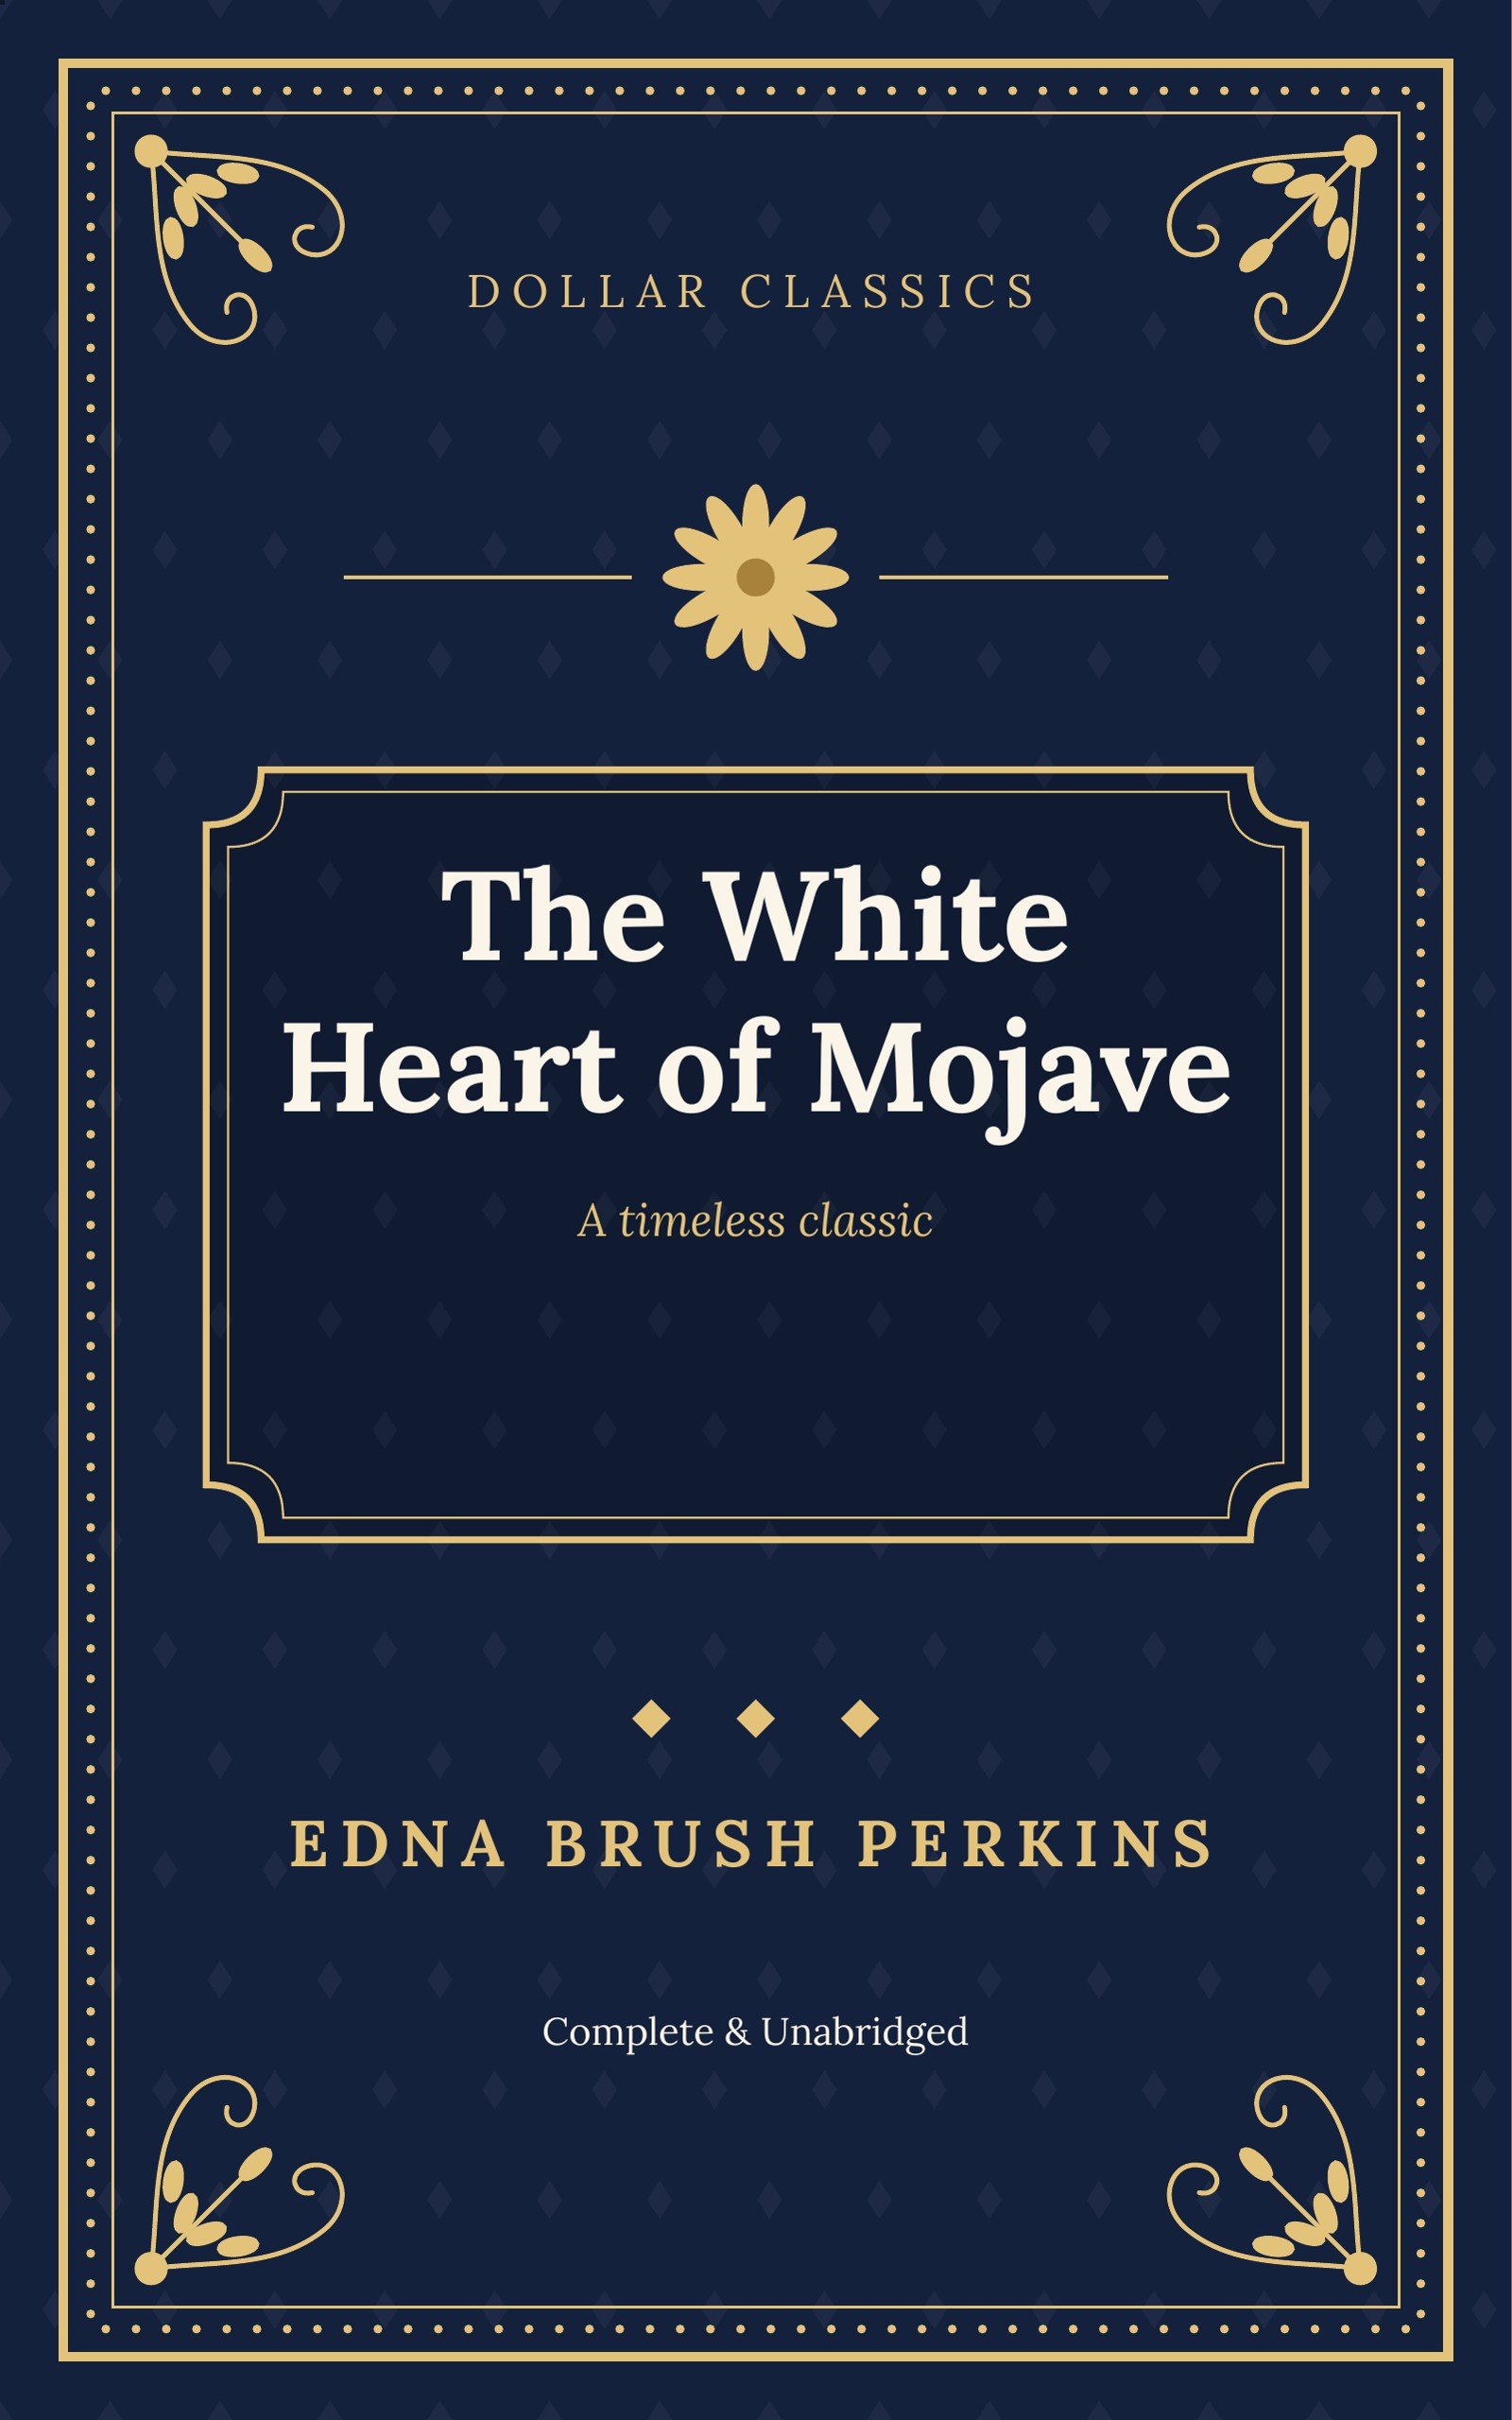 DOLLAR CLASSICS
The White
Heart of Mojave
A timeless classic
EDNA BRUSH PERKINS
Complete & Unabridged